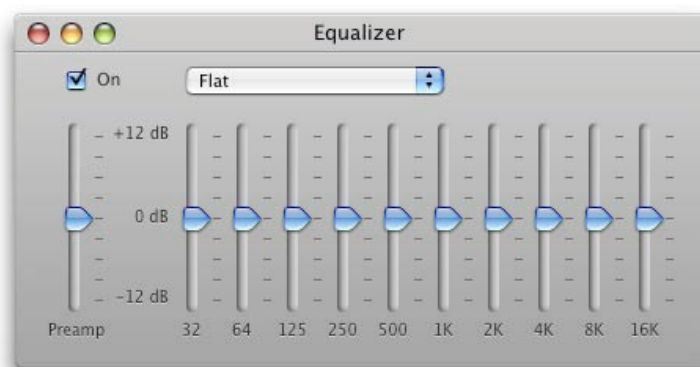 Equalizer
On
Flat
+12 dB
0 dB
-12 dB
Preamp 32 64 125 250 500 1K 2K 4K 8K 16K